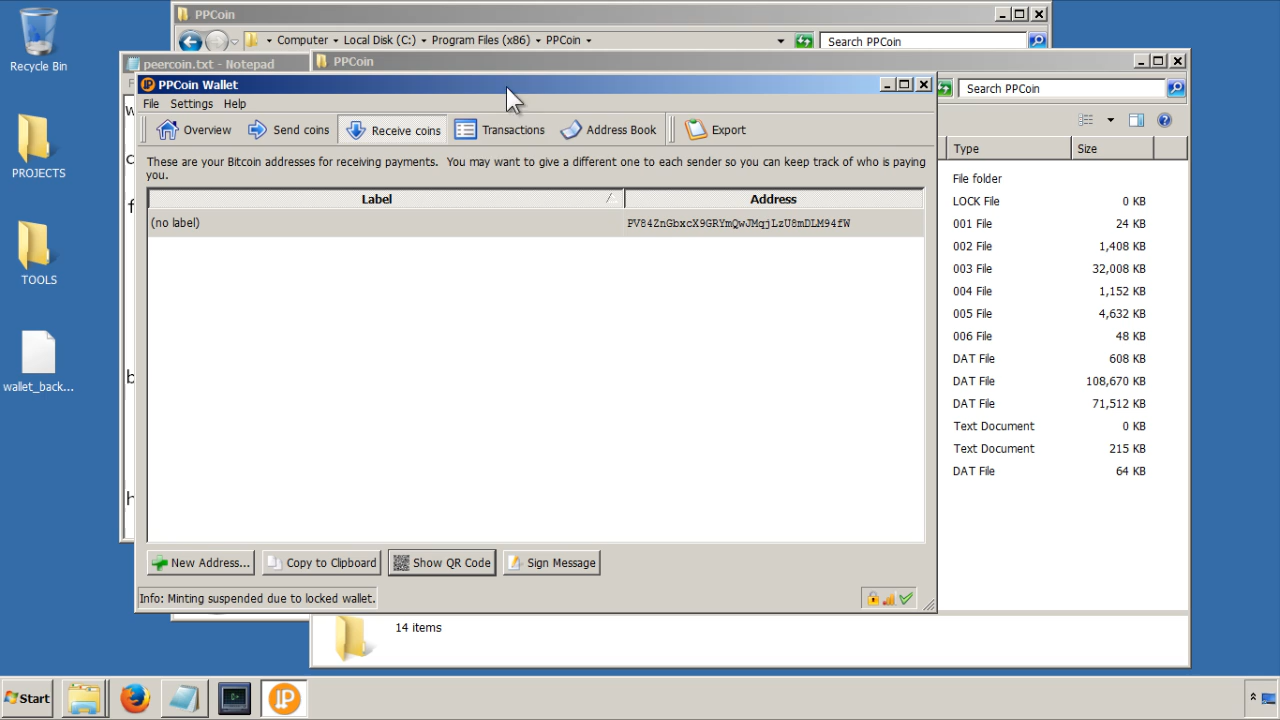 Recycle Bin
PROJECTS
TOOLS
wallet_back...
PPCoin
Computer
Local Disk (C:)
Program Files (x86)
PPCoin
Search PPCoin
peercoin.txt - Notepad
PPCoin
Search PPCoin
PPCoin Wallet
File Settings Help
Overview
Send coins
Receive coins
Transactions
Address Book
Export
These are your Bitcoin addresses for receiving payments. You may want to give a different one to each sender so you can keep track of who is paying
you.
Label Address
(no label) PV84ZnGbxcX9GRYmQwJMqjLzU8mDLM94fW
New Address...
Copy to Clipboard
Show QR Code
Sign Message
Info: Minting suspended due to locked wallet.
Type Size
File folder
LOCK File 0 KB
001 File 24 KB
002 File 1,408 KB
003 File 32,008 KB
004 File 1,152 KB
005 File 4,632 KB
006 File 48 KB
DAT File 608 KB
DAT File 108,670 KB
DAT File 71,512 KB
Text Document 0 KB
Text Document 215 KB
DAT File 64 KB
14 items
Start